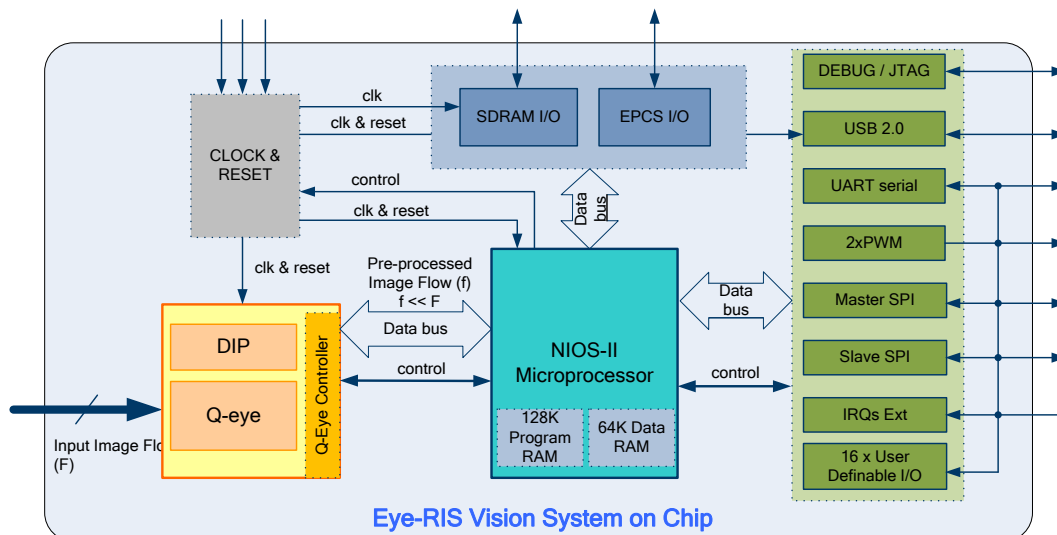 clk
clk & reset
CLOCK &
RESET
SDRAM I/O
EPCS I/O
DEBUG / JTAG
USB 2.0
UART serial
2xPWM
Master SPI
Slave SPI
IRQs Ext
16 x User
Definable I/O
control
clk & reset
Data
bus
clk & reset
Pre-processed
Image Flow (f)
f << F
Data bus
Data
bus
DIP
Q-eye
Q-Eye Controller
control
NIOS-II
Microprocessor
128K
Program
RAM
64K Data
RAM
control
Input Image Flo
(F)
Eye-RIS Vision System on Chip